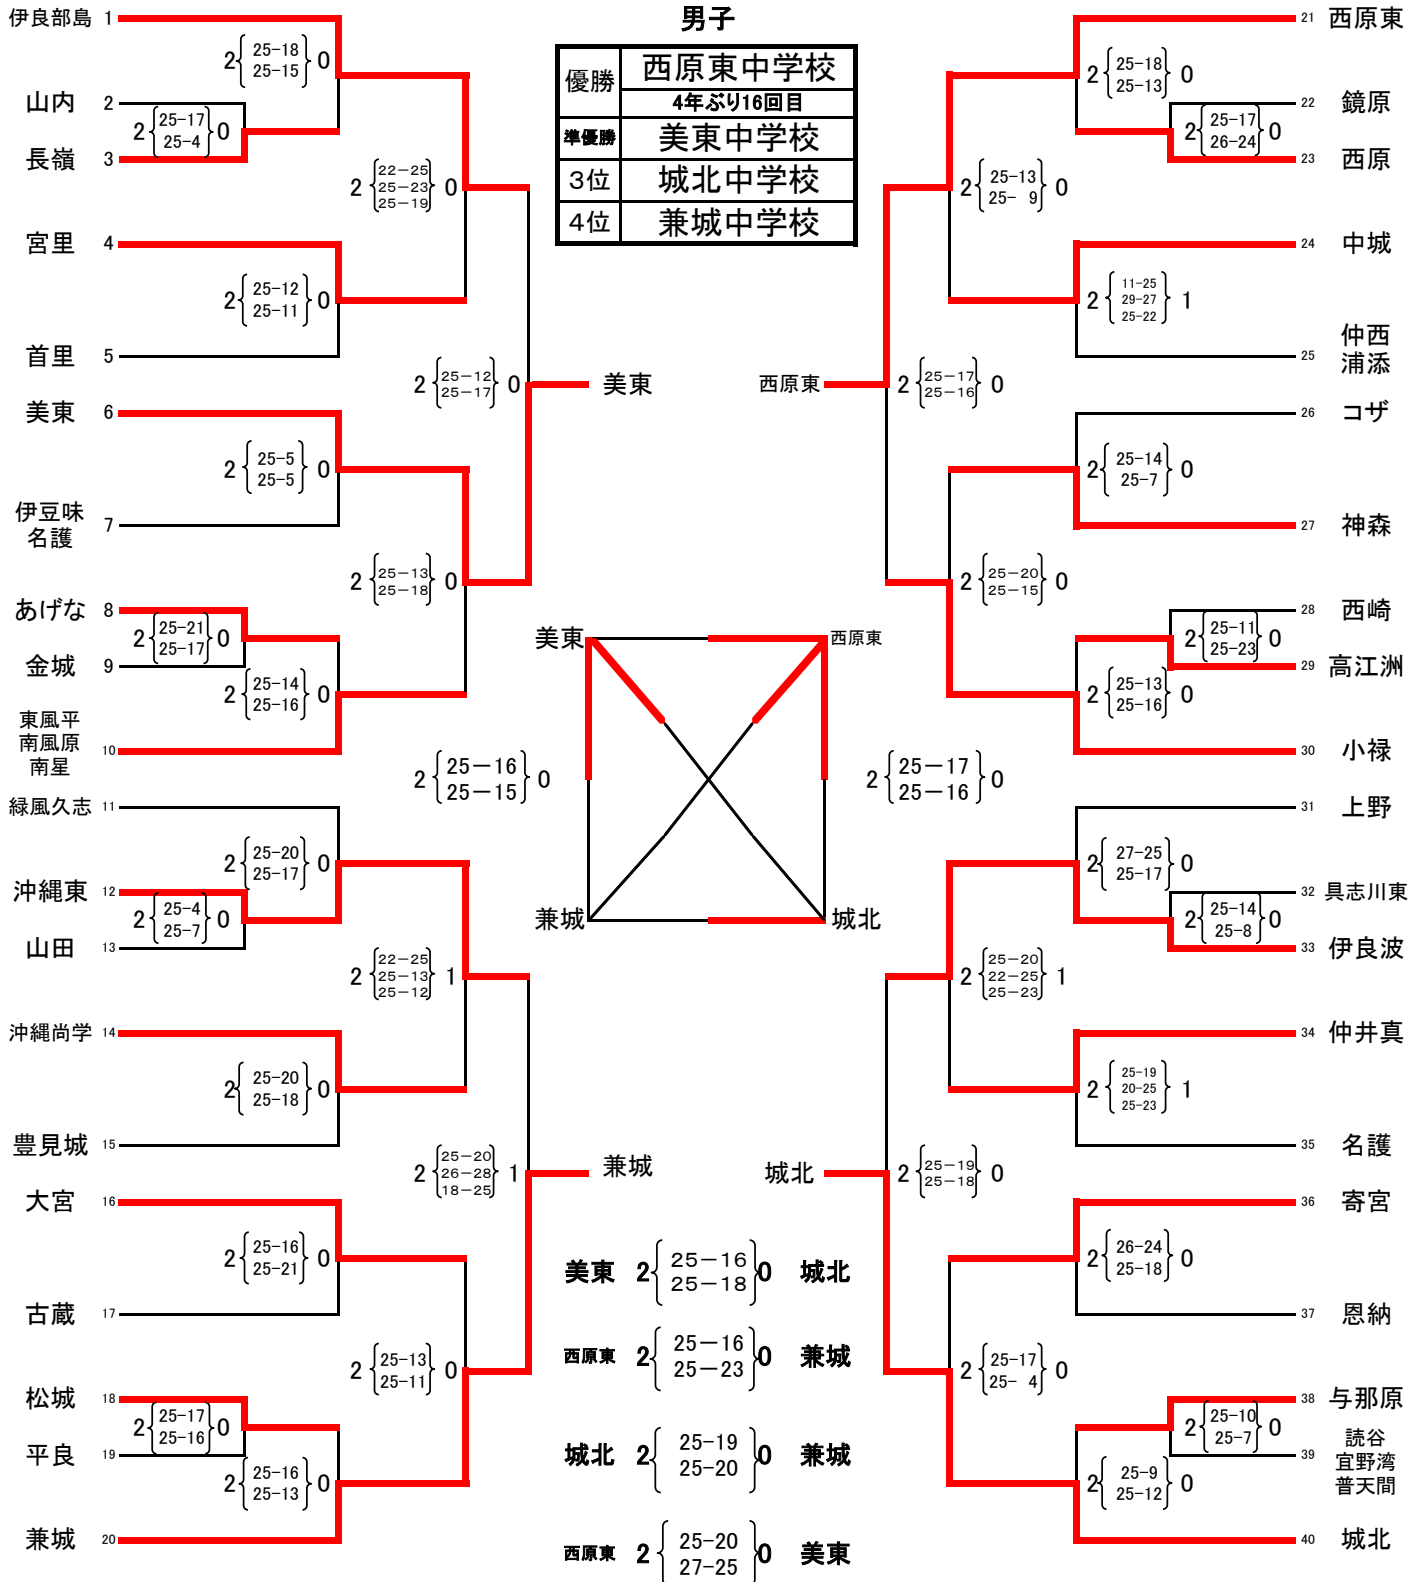 男子
優勝 西原東中学校
4年ぶり16回目
準優勝 美東中学校
3位 城北中学校
4位 兼城中学校
伊良部島 1
2 25-18 0
25-15
山内 2
2 25-17 0
25-4
長嶺 3
2 22-25 0
25-23
25-19
宮里 4
2 25-12 0
25-11
首里 5
2 25-12 0
25-17
美東
美東 6
2 25-5 0
25-5
伊豆味
名護 7
2 25-13 0
25-18
あげな 8
2 25-21 0
25-17
金城 9
2 25-14 0
25-16
東風平
南風原
南星
10
緑風久志 11
2 25-20 0
25-17
沖縄東 12
2 25-4 0
25-7
山田 13
2 22-25 1
25-13
25-12
沖縄尚学 14
2 25-20 0
25-18
豊見城 15
2 25-20 1
26-28
18-25
兼城
大宮 16
2 25-16 0
25-21
古蔵 17
2 25-13 0
25-11
松城 18
2 25-17 0
25-16
平良 19
2 25-16 0
25-13
兼城 20
21 西原東
2 25-18 0
25-13
22 鏡原
2 25-17 0
26-24
23 西原
2 25-13 0
25- 9
24 中城
2 11-25 1
29-27
25-22
25 仲西
浦添
西原東
2 25-17 0
25-16
26 コザ
2 25-14 0
25-7
27 神森
2 25-20 0
25-15
28 西崎
2 25-11 0
25-23
29 高江洲
2 25-13 0
25-16
30 小禄
31 上野
2 27-25 0
25-17
32 具志川東
2 25-14 0
25-8
33 伊良波
2 25-20 1
22-25
25-23
34 仲井真
2 25-19 1
20-25
25-23
35 名護
城北
2 25-19 0
25-18
36 寄宮
2 26-24 0
25-18
37 恩納
2 25-17 0
25- 4
38 与那原
2 25-10 0
25-7
39 読谷
宜野湾
普天間
2 25-9 0
25-12
40 城北
美東 西原東
2 25-16 0
25-15
2 25-17 0
25-16
兼城 城北
美東 2 25-16 0 城北
25-18
西原東 2 25-16 0 兼城
25-23
城北 2 25-19 0 兼城
25-20
西原東 2 25-20 0 美東
27-25